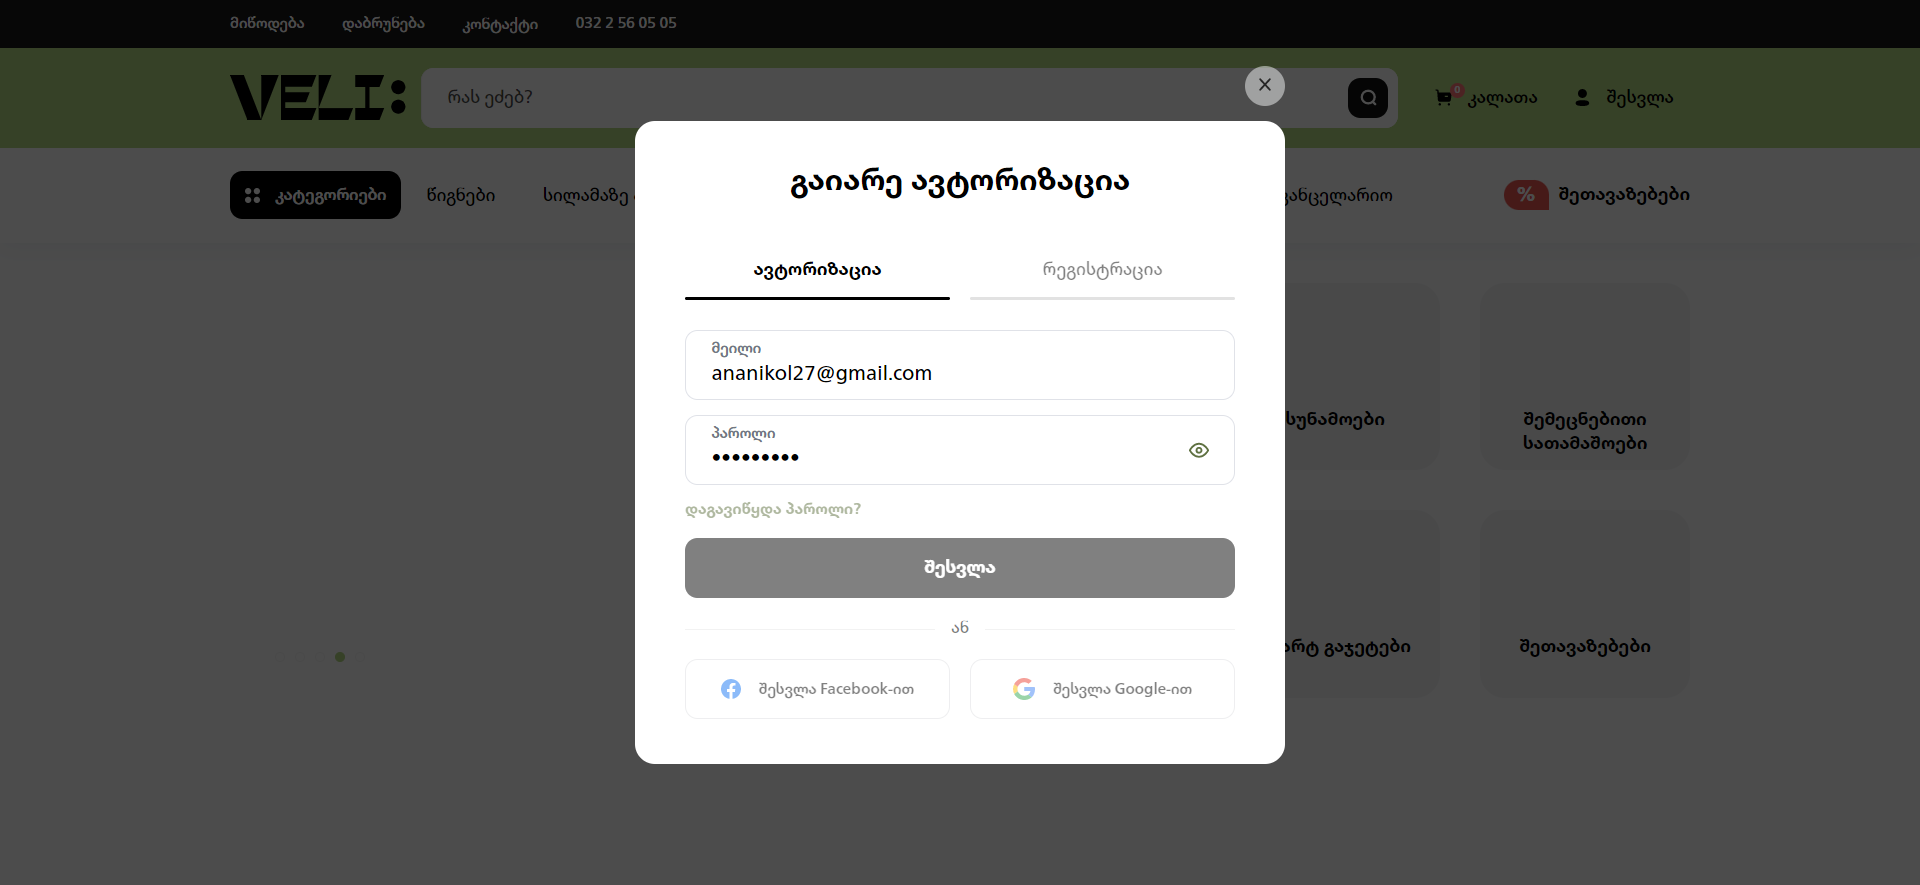 მიწოდება დაბრუნება კონტაქტი 032 2 56 05 05
VELI:
რას ეძებ?
0 კალათა შესვლა
კატეგორიები წიგნები სილამაზე
% შეთავაზებები
გაიარე ავტორიზაცია
ავტორიზაცია რეგისტრაცია
მეილი
ananikol27@gmail.com
პაროლი
•••••••••
დაგავიწყდა პაროლი?
შესვლა
ან
შესვლა Facebook-ით შესვლა Google-ით
სუნამოები
შემეცნებითი
სათამაშოები
გაჯეტები
შეთავაზებები